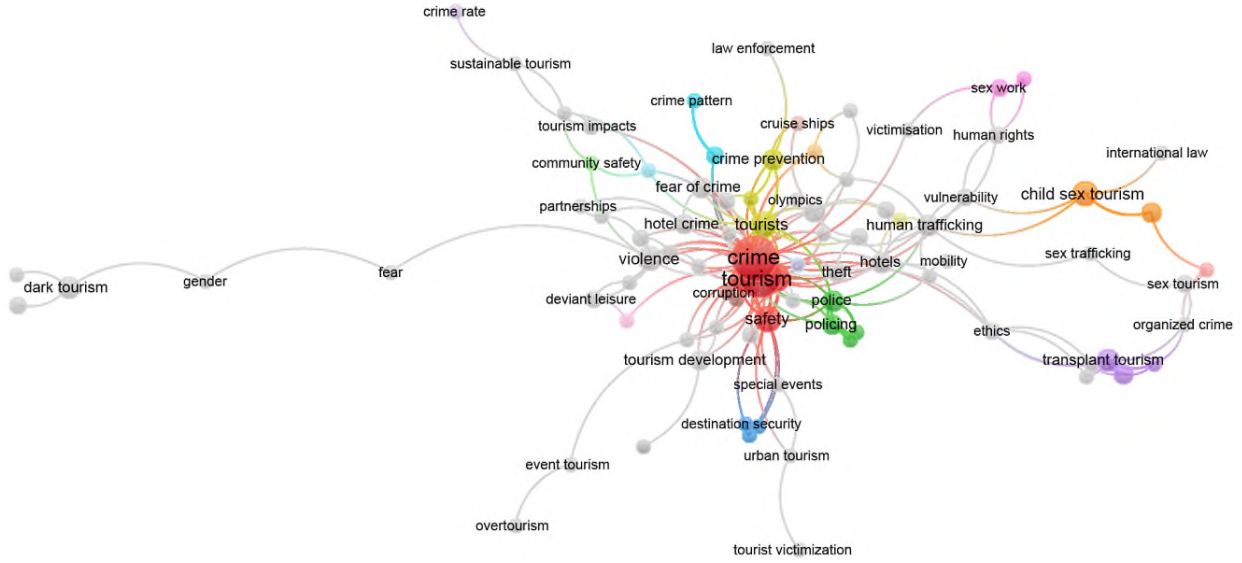 crime rate
law enforcement
sustainable tourism
sex work
crime pattern
cruise ships
tourism impacts
victimisation
human rights
international law
community safety
crime prevention
fear of crime
child sex tourism
vulnerability
olympics
partnerships
hotel crime
tourists
human trafficking
sex trafficking
crime
violence
hotels
mobility
fear
theft
tourism
gender
dark tourism
sex tourism
corruption
deviant leisure
police
safety
policing
organized crime
ethics
tourism development
transplant tourism
special events
destination security
urban tourism
event tourism
overtourism
tourist victimization